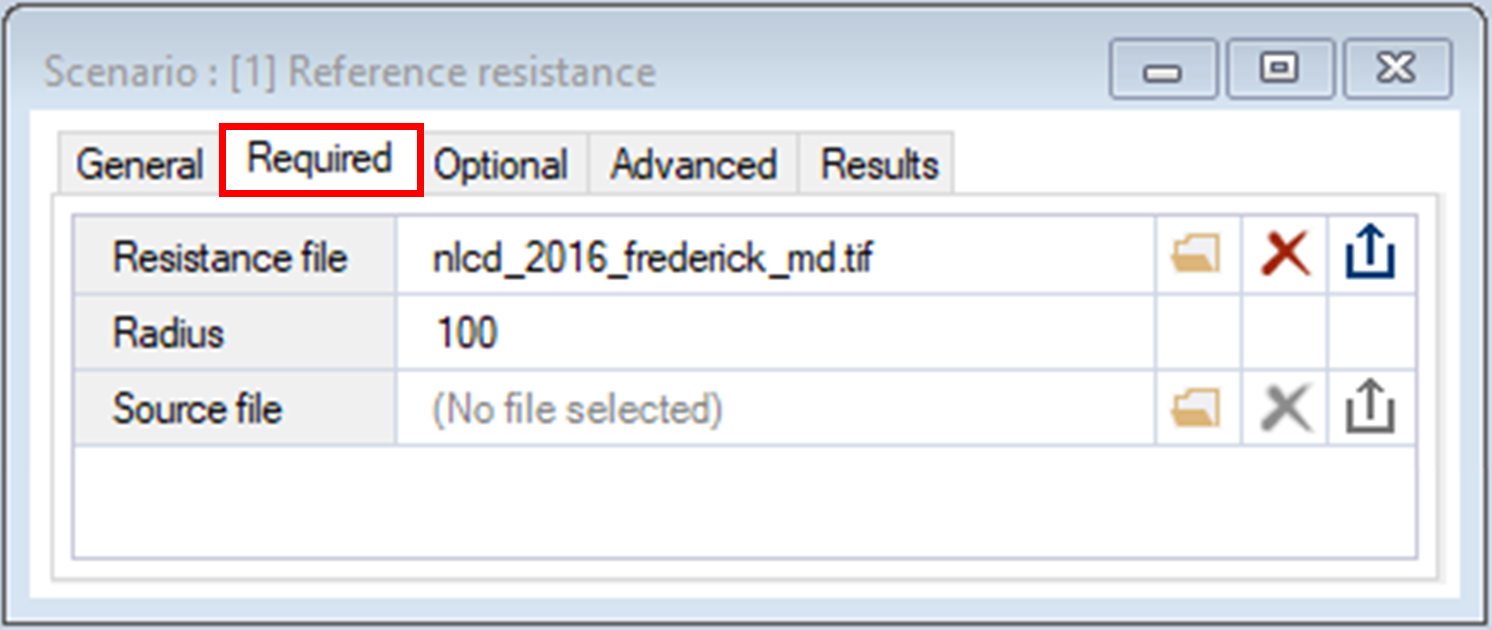 Scenario : [1] Reference resistance
General Required Optional Advanced Results
Resistance file nlcd_2016_frederick_md.tif
Radius 100
Source file (No file selected)